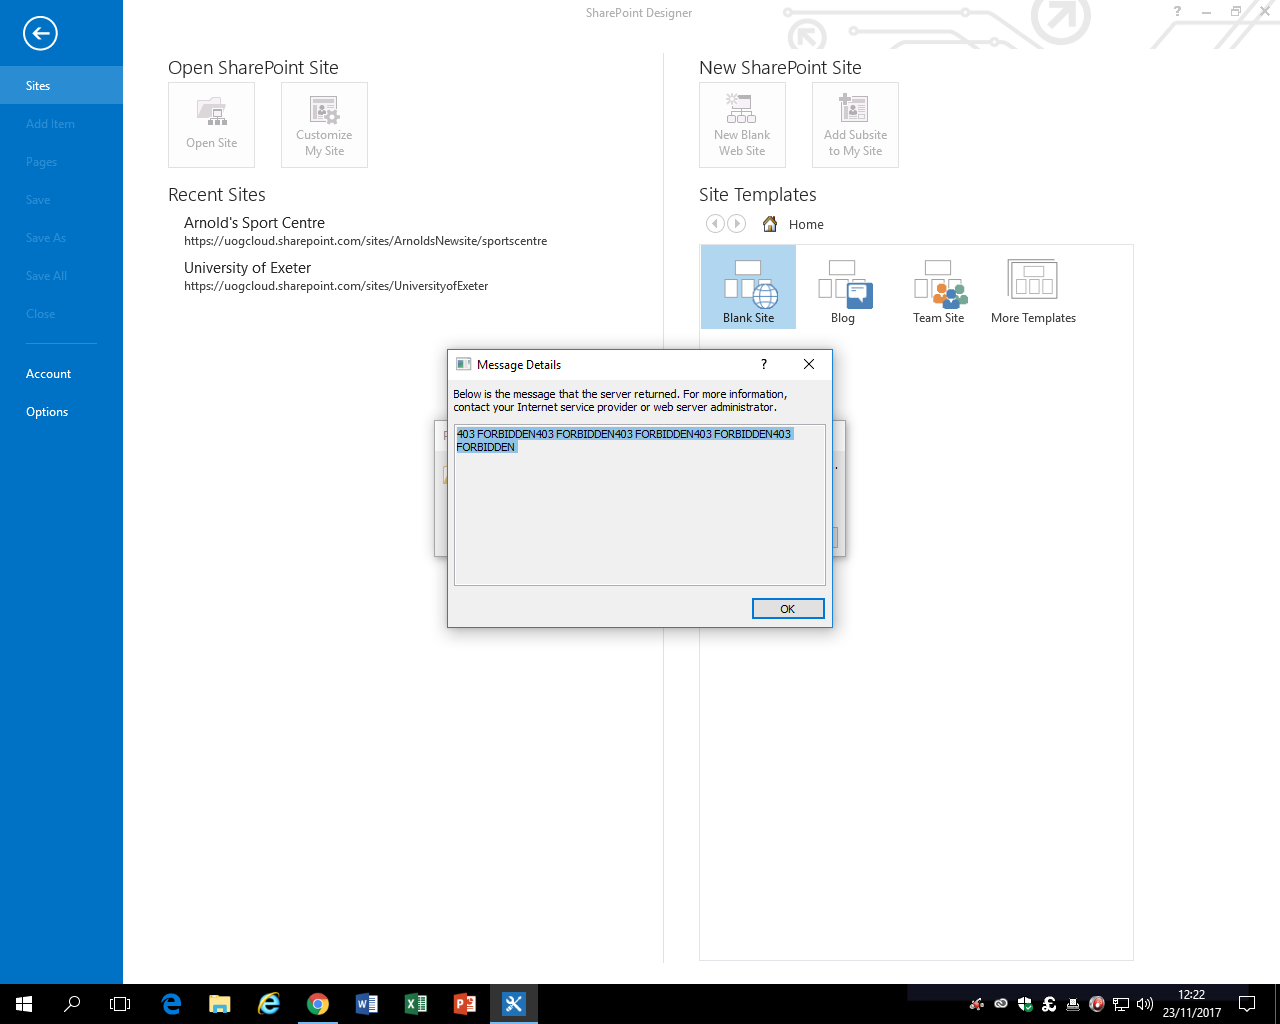 SharePoint Designer
?
Sites
Add Item
Pages
Save
Save As
Save All
Close
Account
Options
Open SharePoint Site
Open Site
Customize
My Site
Recent Sites
Arnold's Sport Centre
https://uogcloud.sharepoint.com/sites/ArnoldsNewsite/sportscentre
University of Exeter
https://uogcloud.sharepoint.com/sites/UniversityofExeter
New SharePoint Site
New Blank
Web Site
Add Subsite
to My Site
Site Templates
Home
Blank Site
Blog
Team Site
More Templates
Message Details
?
Below is the message that the server returned. For more information,
contact your Internet service provider or web server administrator.
403 FORBIDDEN403 FORBIDDEN403 FORBIDDEN403 FORBIDDEN403
FORBIDDEN
OK
12:22
23/11/2017